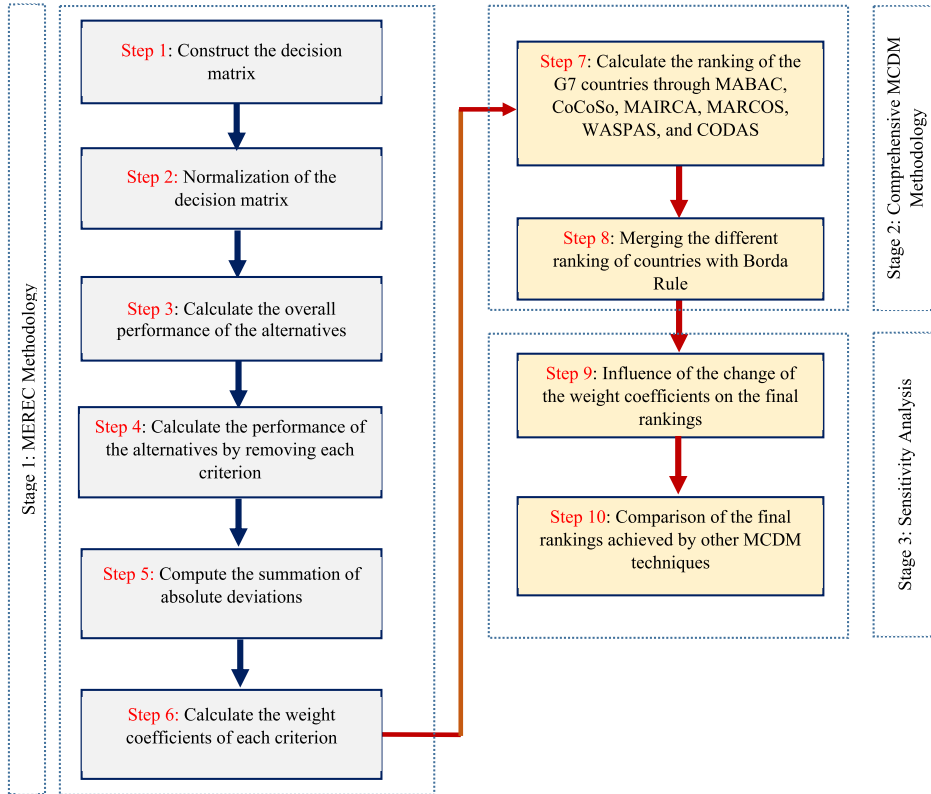 Stage 1: MEREC Methodology
Step 1: Construct the decision
matrix
Step 2: Normalization of the
decision matrix
Step 3: Calculate the overall
performance of the alternatives
Step 4: Calculate the performance of
the alternatives by removing each
criterion
Step 5: Compute the summation of
absolute deviations
Step 6: Calculate the weight
coefficients of each criterion
Step 7: Calculate the ranking of the
G7 countries through MABAC,
CoCoSo, MAIRCA, MARCOS,
WASPAS, and CODAS
Step 8: Merging the different
ranking of countries with Borda
Rule
Stage 2: Comprehensive MCDM
Methodology
Step 9: Influence of the change of
the weight coefficients on the final
rankings
Step 10: Comparison of the final
rankings achieved by other MCDM
techniques
Stage 3: Sensitivity Analysis